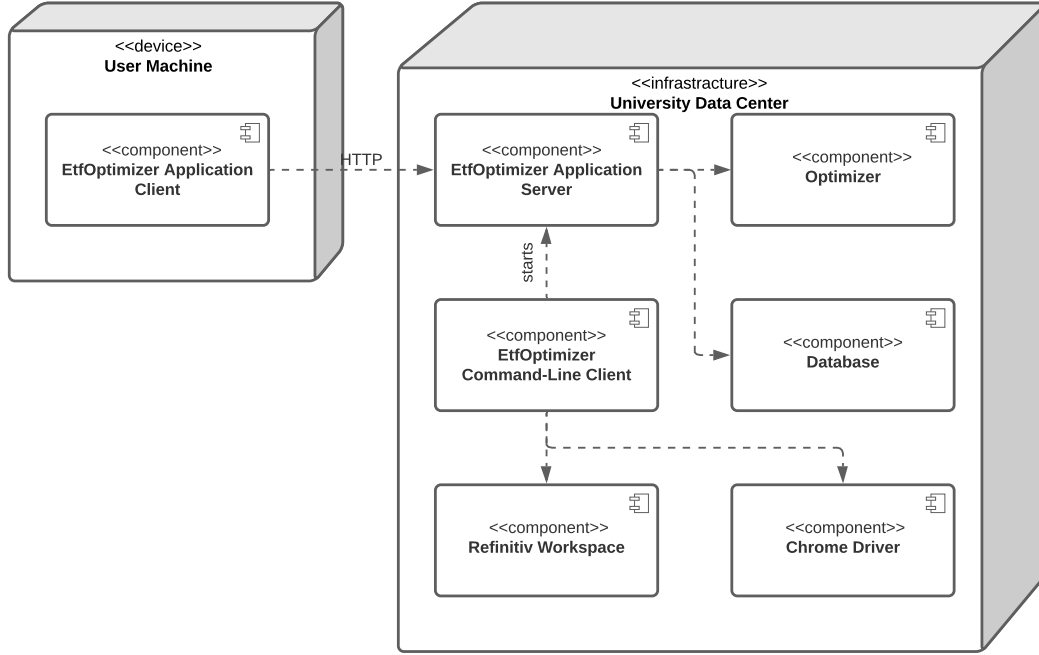 <<device>>
User Machine
<<component>>
EtfOptimizer Application
Client
HTTP
<<infrastracture>>
University Data Center
<<component>>
EtfOptimizer Application
Server
<<component>>
Optimizer
starts
<<component>>
EtfOptimizer
Command-Line Client
<<component>>
Database
<<component>>
Refinitiv Workspace
<<component>>
Chrome Driver